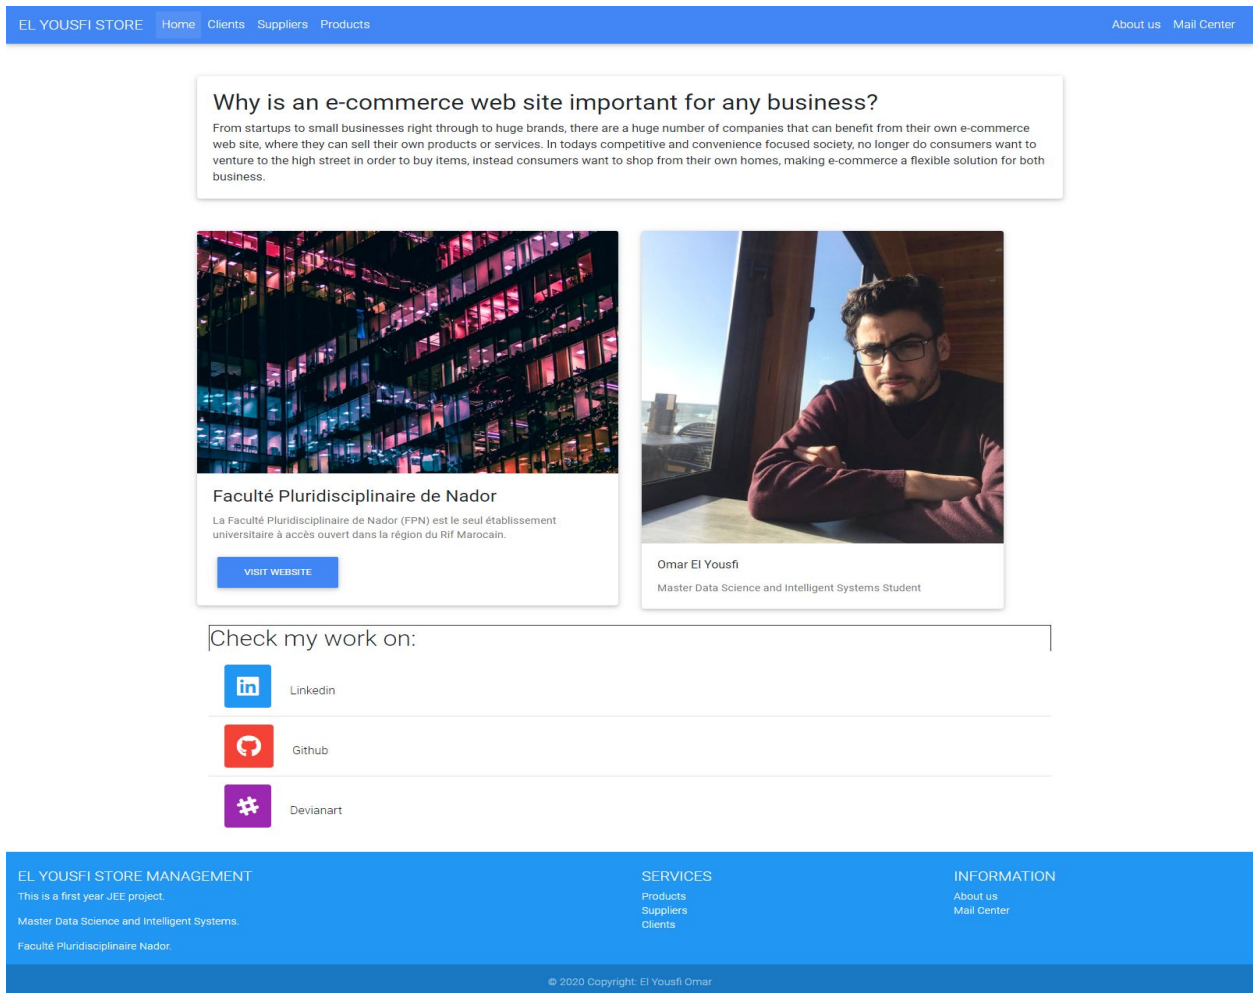 EL YOUSFI STORE Home Clients Suppliers Products About us Mail Center
Why is an e-commerce web site important for any business?
From startups to small businesses right through to huge brands, there are a huge number of companies that can benefit from their own e-commerce
web site, where they can sell their own products or services. In todays competitive and convenience focused society, no longer do consumers want to
venture to the high street in order to buy items, instead consumers want to shop from their own homes, making e-commerce a flexible solution for both
business.
Faculté Pluridisciplinaire de Nador
La Faculté Pluridisciplinaire de Nador (FPN) est le seul établissement
universitaire à accès ouvert dans la région du Rif Marocain.
VISIT WEBSITE
Omar El Yousfi
Master Data Science and Intelligent Systems Student
Check my work on:
in
Linkedin
Github
Devianart
EL YOUSFI STORE MANAGEMENT
This is a first year JEE project.
Master Data Science and Intelligent Systems.
Faculté Pluridisciplinaire Nador.
SERVICES
Products
Suppliers
Clients
INFORMATION
About us
Mail Center
© 2020 Copyright: El Yousfi Omar